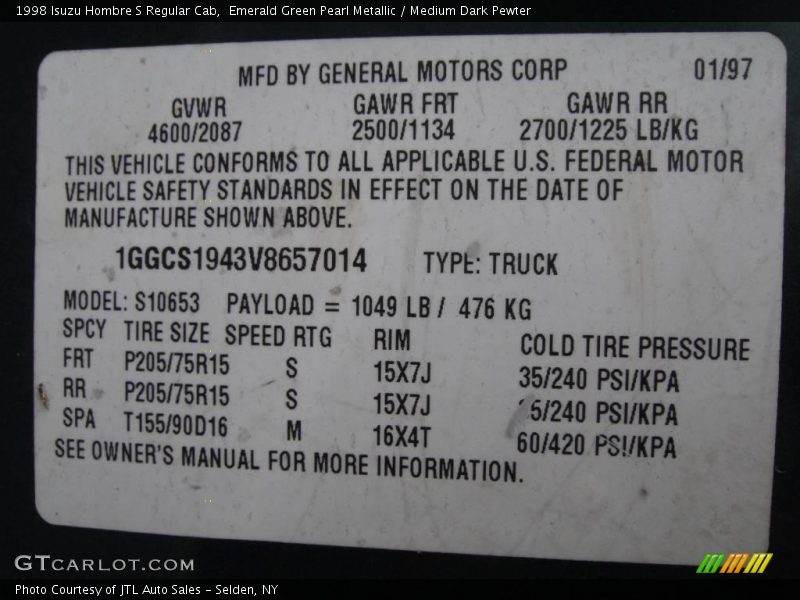 1998 Isuzu Hombre S Regular Cab,  Emerald Green Pearl Metallic / Medium Dark Pewter
MFD BY GENERAL MOTORS CORP 01/97
GVWR GAWR FRT GAWR RR
4600/2087 2500/1134 2700/1225 LB/KG
THIS VEHICLE CONFORMS TO ALL APPLICABLE U.S. FEDERAL MOTOR
VEHICLE SAFETY STANDARDS IN EFFECT ON THE DATE OF
MANUFACTURE SHOWN ABOVE.
1GGCS1943V8657014 TYPE: TRUCK
MODEL: S10653 PAYLOAD = 1049 LB / 476 KG
SPCY TIRE SIZE SPEED RTG RIM COLD TIRE PRESSURE
FRT P205/75R15 S 15X7J 35/240 PSI/KPA
RR P205/75R15 S 15X7J 5/240 PSI/KPA
SPA T155/90D16 M 16X4T 60/420 PSI/KPA
SEE OWNER'S MANUAL FOR MORE INFORMATION.
GTCARLOT.COM
Photo Courtesy of JTL Auto Sales - Selden, NY